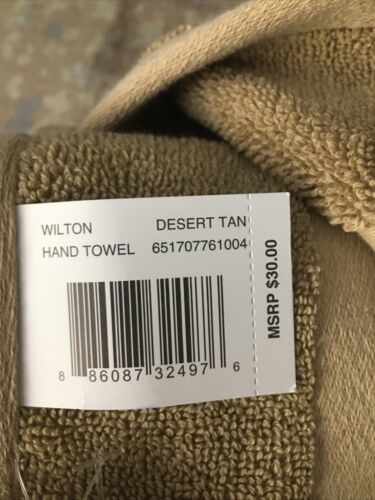 WILTON DESERT TAN
HAND TOWEL 651707761004
8 86087 32497 6
MSRP $30.00